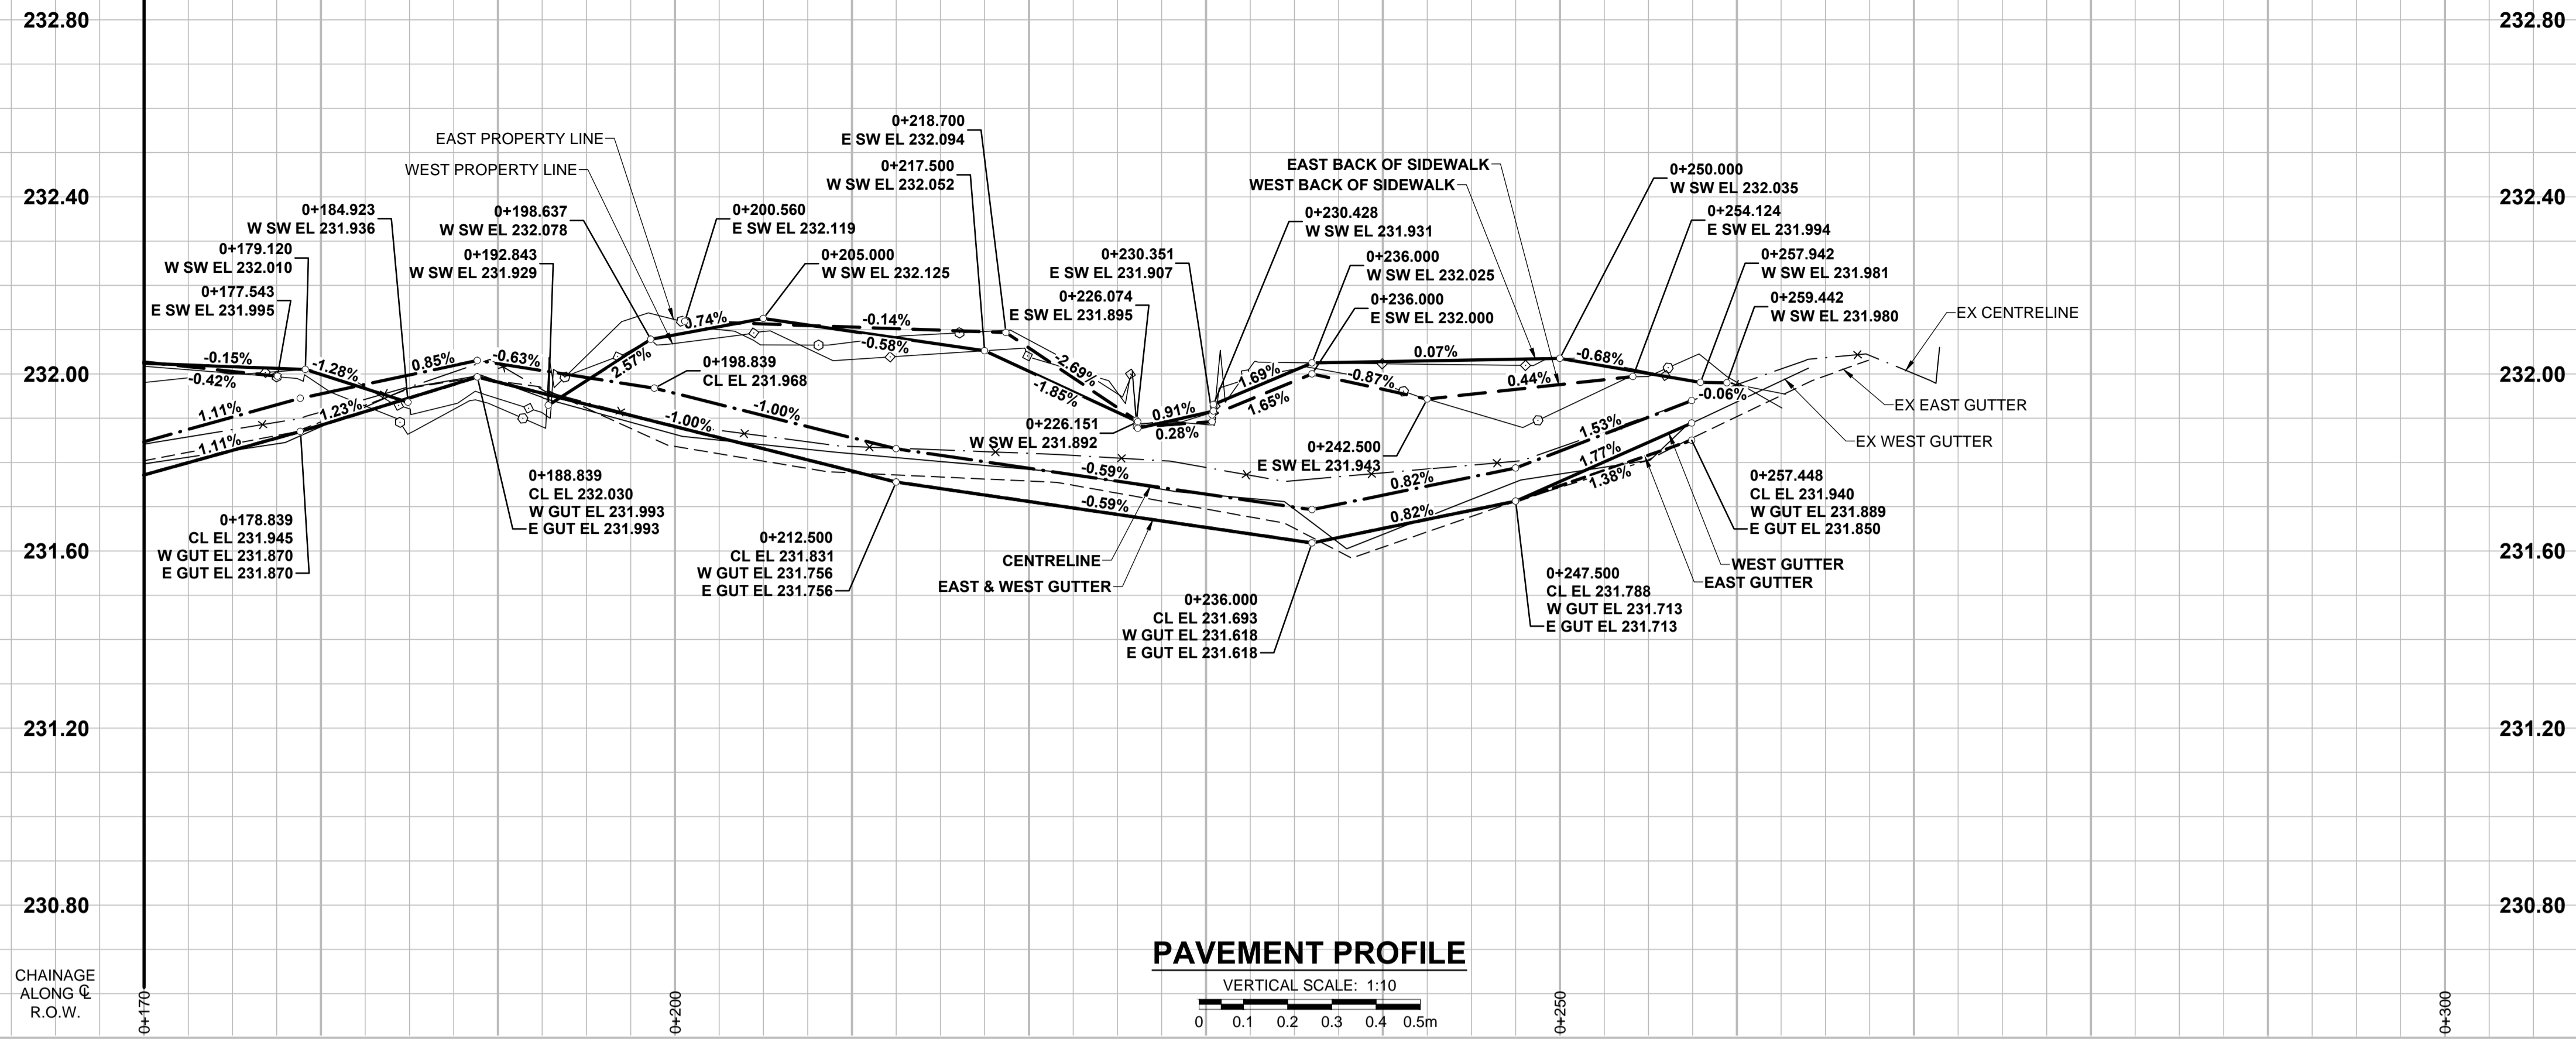 232.80
232.80
0+218.700
E SW EL 232.094
EAST PROPERTY LINE
WEST PROPERTY LINE
0+217.500
W SW EL 232.052
EAST BACK OF SIDEWALK
WEST BACK OF SIDEWALK
0+250.000
W SW EL 232.035
232.40
232.40
0+184.923
W SW EL 231.936
0+198.637
W SW EL 232.078
0+200.560
E SW EL 232.119
0+230.428
W SW EL 231.931
0+254.124
E SW EL 231.994
0+179.120
W SW EL 232.010
0+192.843
W SW EL 231.929
0+205.000
W SW EL 232.125
0+230.351
E SW EL 231.907
0+236.000
W SW EL 232.025
0+257.942
W SW EL 231.981
0+177.543
E SW EL 231.995
0+226.074
E SW EL 231.895
0+236.000
E SW EL 232.000
0+259.442
W SW EL 231.980
EX CENTRELINE
0.74%
-0.14%
-0.58%
-0.15%
-1.28%
0.85%
-0.63%
2.57%
-2.69%
-1.85%
1.69%
0.07%
-0.68%
232.00
232.00
-0.42%
0+198.839
CL EL 231.968
-0.87%
0.44%
-0.06%
1.65%
1.11%
1.23%
-1.00%
-1.00%
0.91%
0.28%
EX EAST GUTTER
1.11%
0+226.151
W SW EL 231.892
0+242.500
E SW EL 231.943
1.53%
EX WEST GUTTER
-0.59%
0.82%
1.77%
1.38%
0+188.839
CL EL 232.030
W GUT EL 231.993
E GUT EL 231.993
-0.59%
0.82%
0+257.448
CL EL 231.940
W GUT EL 231.889
E GUT EL 231.850
0+178.839
CL EL 231.945
W GUT EL 231.870
E GUT EL 231.870
0+212.500
CL EL 231.831
W GUT EL 231.756
E GUT EL 231.756
231.60
231.60
CENTRELINE
EAST & WEST GUTTER
WEST GUTTER
EAST GUTTER
0+236.000
CL EL 231.693
W GUT EL 231.618
E GUT EL 231.618
0+247.500
CL EL 231.788
W GUT EL 231.713
E GUT EL 231.713
231.20
231.20
230.80
230.80
PAVEMENT PROFILE
VERTICAL SCALE: 1:10
0 0.1 0.2 0.3 0.4 0.5m
CHAINAGE
ALONG ℄
R.O.W.
0+170
0+200
0+250
0+300